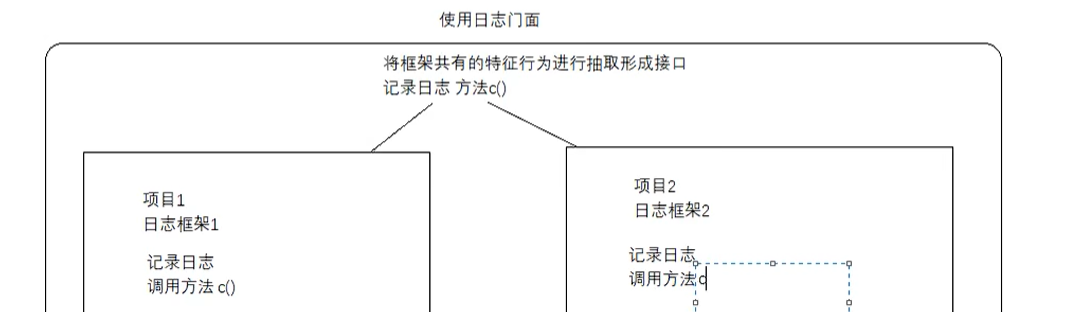 使用日志门面
将框架共有的特征行为进行抽取形成接口
记录日志 方法c()
项目1
日志框架1
记录日志
调用方法 c()
项目2
日志框架2
记录日志
调用方法c